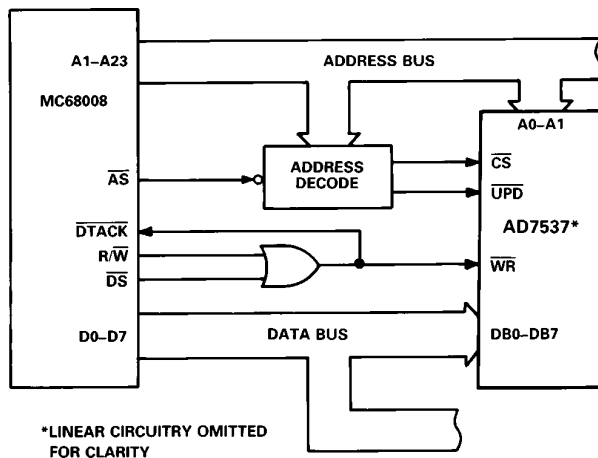 A1–A23
ADDRESS BUS
MC68008
A0–A1
ADDRESS
DECODE
CS
AS
UPD
AD7537*
DTACK
R/W
WR
DS
D0–D7
DATA BUS
DB0–DB7
*LINEAR CIRCUITRY OMITTED
FOR CLARITY